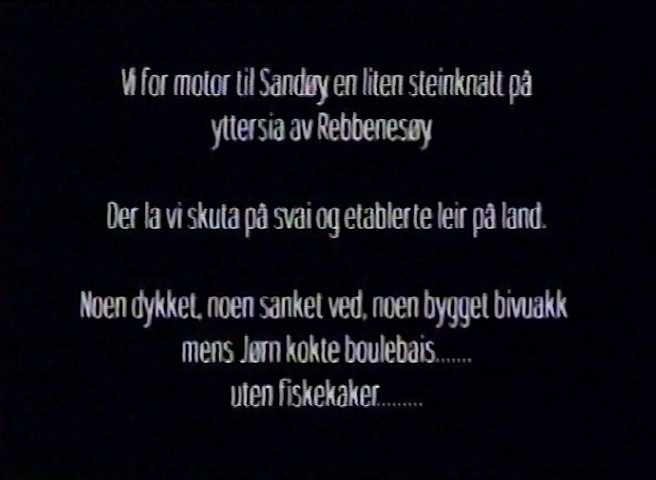 Vi for motor til Sandøy, en liten steinknatt på
yttersia av Rebbenesøy.
Der la vi skuta på svai og etablerte leir på land.
Noen dykket, noen sanket ved, noen bygget bivuakk
mens Jørn kokte boulebais.......
uten fiskekaker.........